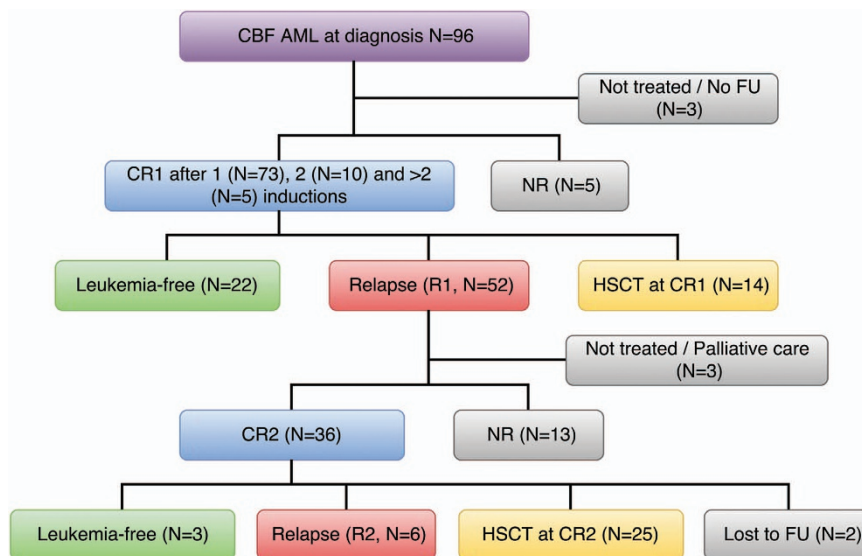 CBF AML at diagnosis N=96
Not treated / No FU
(N=3)
CR1 after 1 (N=73), 2 (N=10) and >2
(N=5) inductions
NR (N=5)
Leukemia-free (N=22)
Relapse (R1, N=52)
HSCT at CR1 (N=14)
Not treated / Palliative care
(N=3)
CR2 (N=36)
NR (N=13)
Leukemia-free (N=3)
Relapse (R2, N=6)
HSCT at CR2 (N=25)
Lost to FU (N=2)